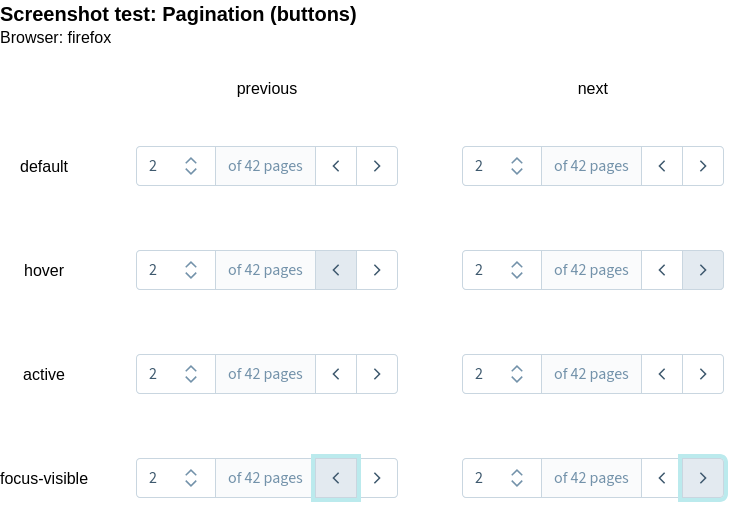 Screenshot test: Pagination (buttons)
Browser: firefox
previous next
default 2 of 42 pages 2 of 42 pages
hover 2 of 42 pages 2 of 42 pages
active 2 of 42 pages 2 of 42 pages
focus-visible 2 of 42 pages 2 of 42 pages